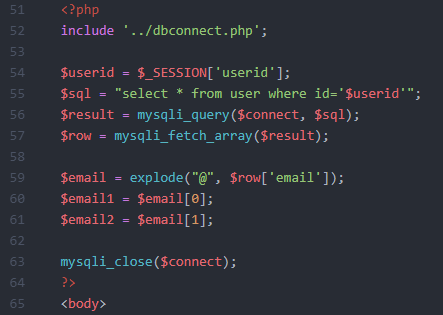 51 <?php
52 include '../dbconnect.php';
53
54 $userid = $_SESSION['userid'];
55 $sql = "select * from user where id='$userid'";
56 $result = mysqli_query($connect, $sql);
57 $row = mysqli_fetch_array($result);
58
59 $email = explode("@", $row['email']);
60 $email1 = $email[0];
61 $email2 = $email[1];
62
63 mysqli_close($connect);
64 ?>
65 <body>